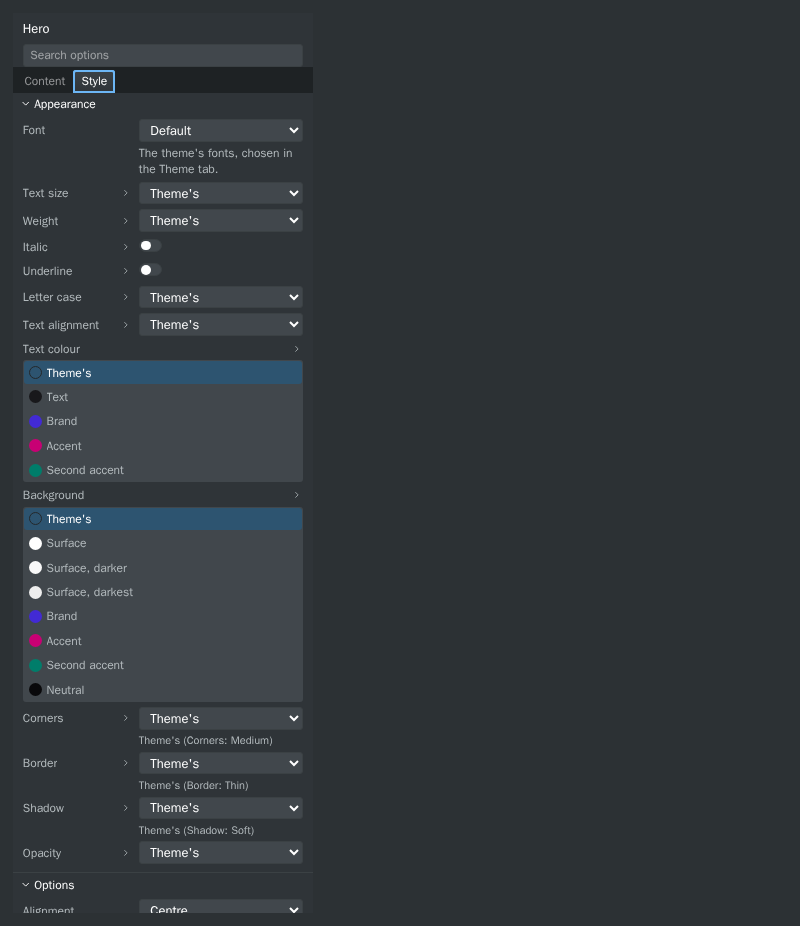 Hero
Search options
Content Style
Appearance
Font Default
The theme's fonts, chosen in
the Theme tab.
Text size Theme's
Weight Theme's
Italic
Underline
Letter case Theme's
Text alignment Theme's
Text colour
Theme's
Text
Brand
Accent
Second accent
Background
Theme's
Surface
Surface, darker
Surface, darkest
Brand
Accent
Second accent
Neutral
Corners Theme's
Theme's (Corners: Medium)
Border Theme's
Theme's (Border: Thin)
Shadow Theme's
Theme's (Shadow: Soft)
Opacity Theme's
Options
Alignment Centre